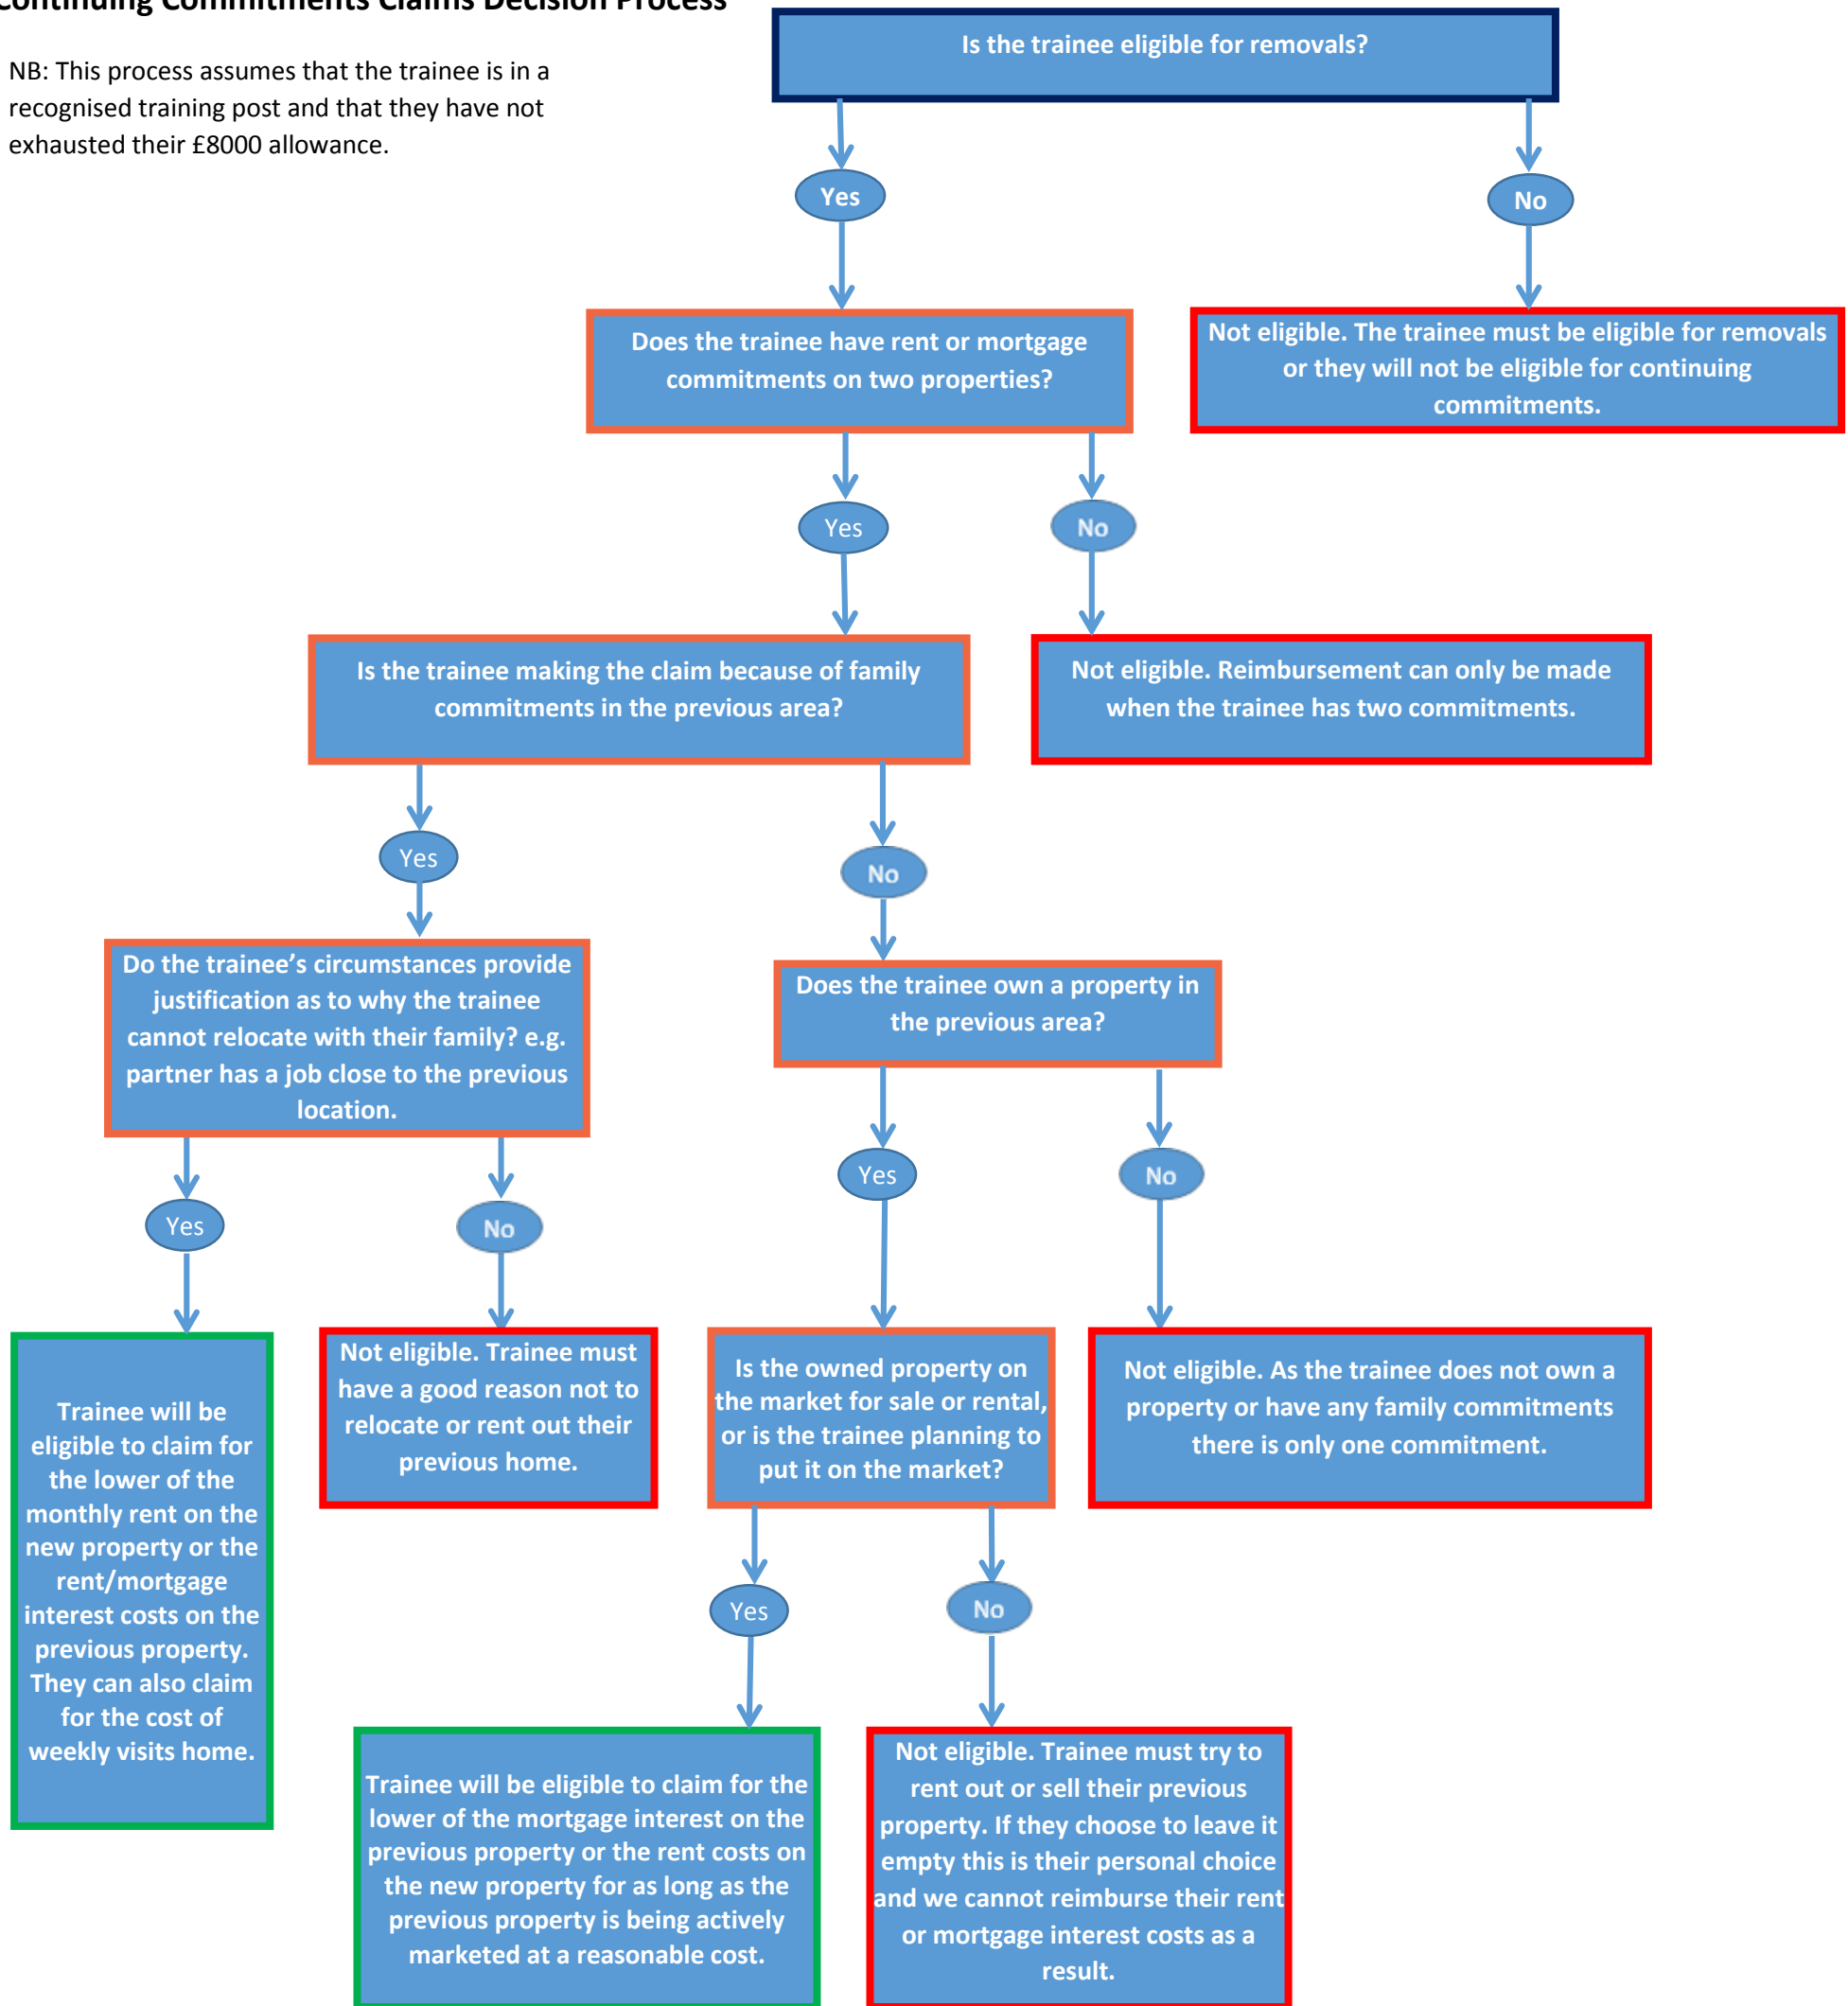 Continuing Commitments Claims Decision Process
NB: This process assumes that the trainee is in a
recognised training post and that they have not
exhausted their £8000 allowance.
Is the trainee eligible for removals?
Yes
No
Does the trainee have rent or mortgage
commitments on two properties?
Not eligible. The trainee must be eligible for removals
or they will not be eligible for continuing
commitments.
Yes
No
Is the trainee making the claim because of family
commitments in the previous area?
Not eligible. Reimbursement can only be made
when the trainee has two commitments.
Yes
No
Do the trainee’s circumstances provide
justification as to why the trainee
cannot relocate with their family? e.g.
partner has a job close to the previous
location.
Does the trainee own a property in
the previous area?
Yes
No
Yes
No
Trainee will be
eligible to claim for
the lower of the
monthly rent on the
new property or the
rent/mortgage
interest costs on the
previous property.
They can also claim
for the cost of
weekly visits home.
Not eligible. Trainee must
have a good reason not to
relocate or rent out their
previous home.
Is the owned property on
the market for sale or rental,
or is the trainee planning to
put it on the market?
Not eligible. As the trainee does not own a
property or have any family commitments
there is only one commitment.
Yes
No
Trainee will be eligible to claim for the
lower of the mortgage interest on the
previous property or the rent costs on
the new property for as long as the
previous property is being actively
marketed at a reasonable cost.
Not eligible. Trainee must try to
rent out or sell their previous
property. If they choose to leave it
empty this is their personal choice
and we cannot reimburse their rent
or mortgage interest costs as a
result.